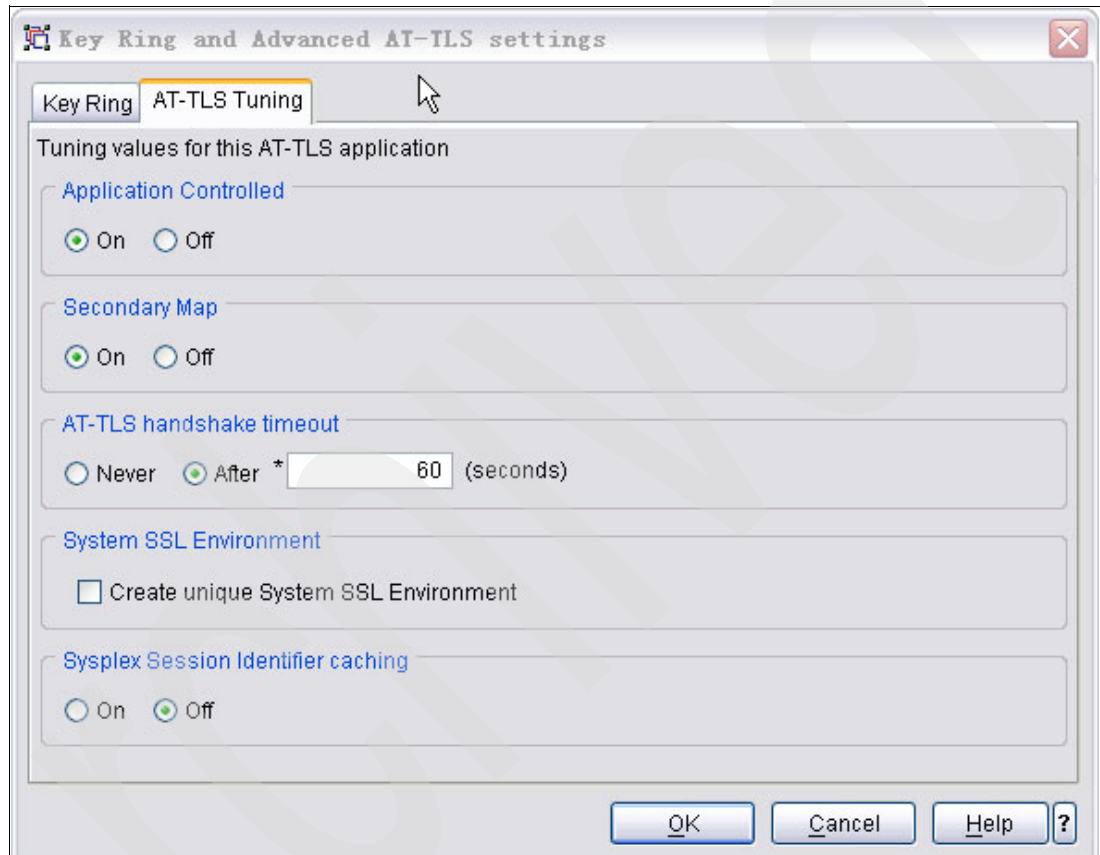 Key Ring and Advanced AT-TLS settings
Key Ring AT-TLS Tuning
Tuning values for this AT-TLS application
Application Controlled
On Off
Secondary Map
On Off
AT-TLS handshake timeout
Never After * 60 (seconds)
System SSL Environment
Create unique System SSL Environment
Sysplex Session Identifier caching
On Off
OK Cancel Help ?